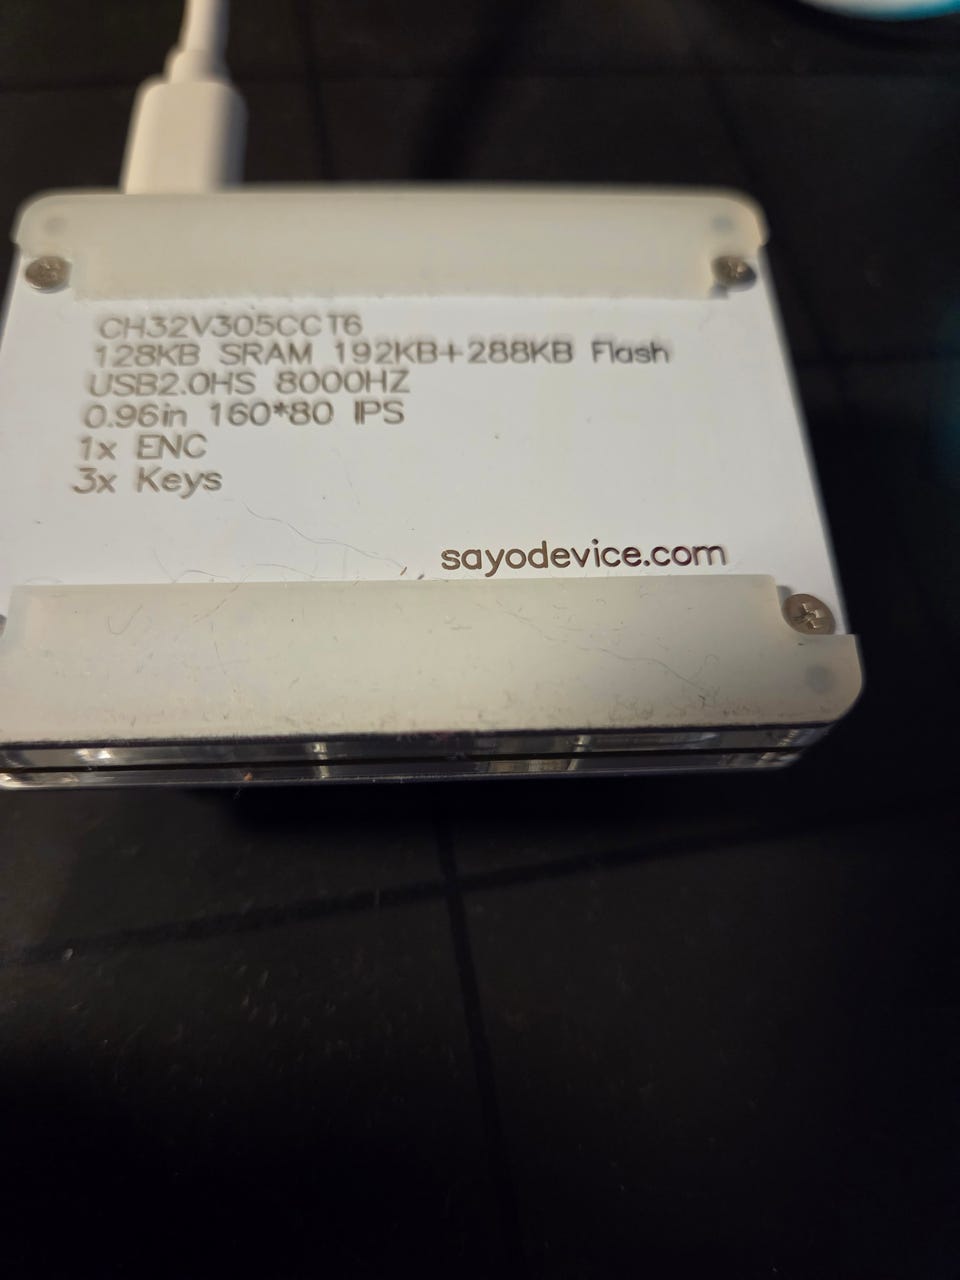 CH32V305CCT6
128KB SRAM 192KB+288KB Flash
USB2.0HS 8000HZ
0.96in 160*80 IPS
1x ENC
3x Keys
sayodevice.com